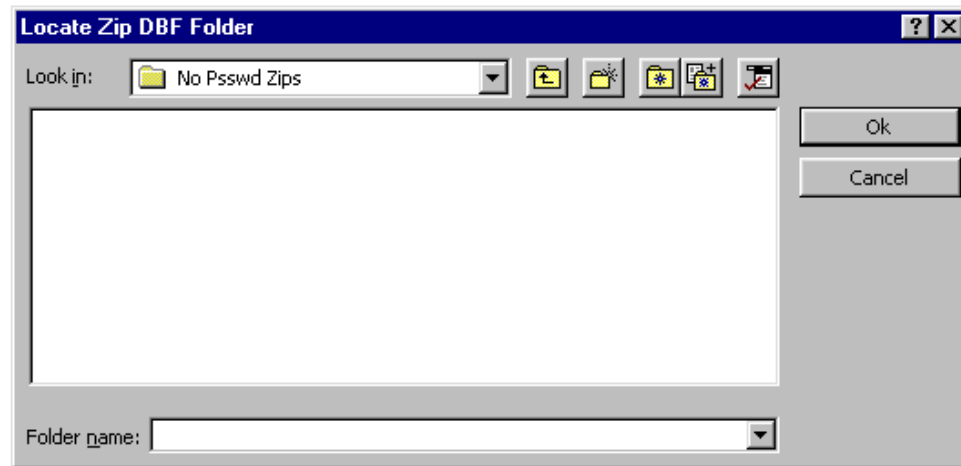 Locate Zip DBF Folder
Look in: No Psswd Zips
Ok
Cancel
Folder name: